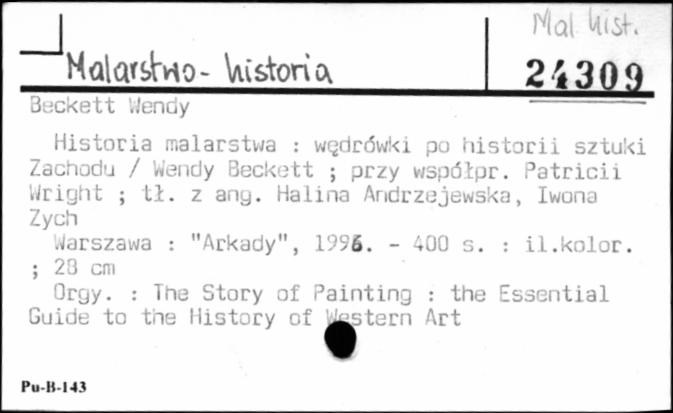 Mal hist.
Malarstwo - historia
24309
Beckett Wendy
Historia malarstwa : wędrówki po historii sztuki
Zachodu / Wendy Beckett ; przy współpr. Patricii
Wright ; tł. z ang. Halina Andrzejewska, Iwona
Zych
Warszawa : "Arkady", 1996. - 400 s. : il.kolor.
; 28 cm
Orgy. : The Story of Painting : the Essential
Guide to the History of Western Art
Pu-B-143